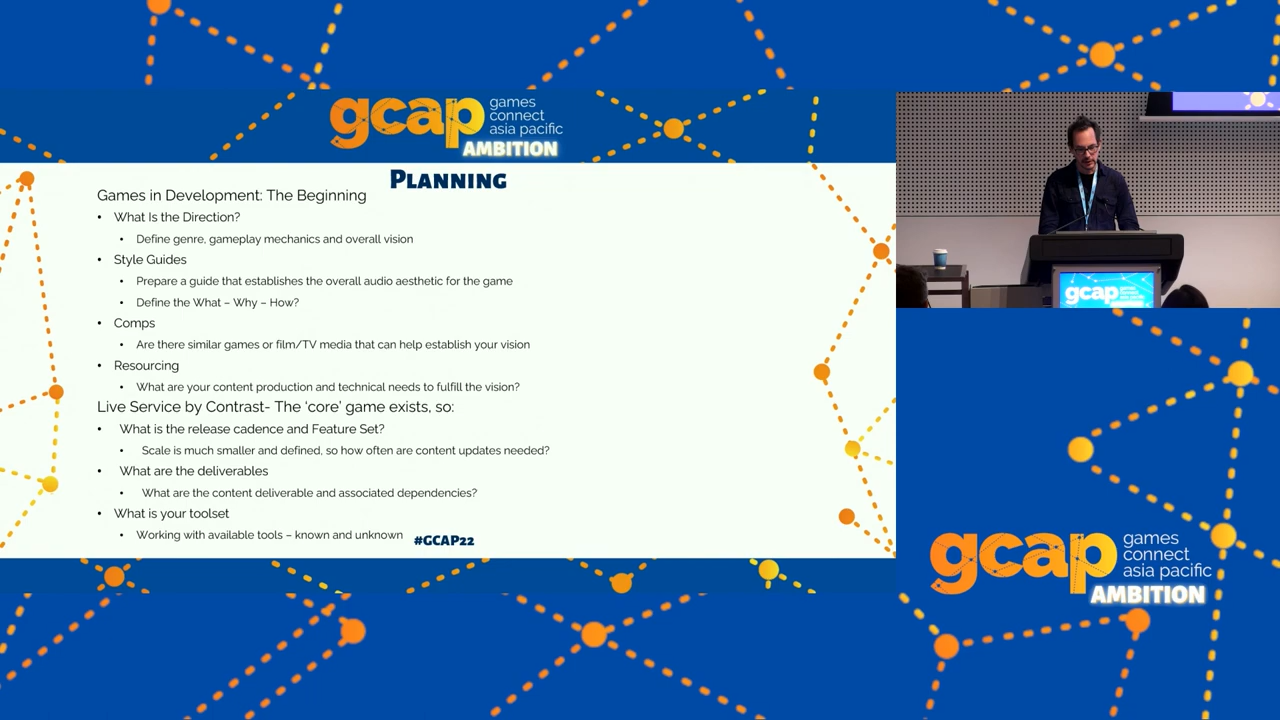 gcap games
connect
asia pacific
AMBITION
PLANNING
Games in Development: The Beginning
• What Is the Direction?
• Define genre, gameplay mechanics and overall vision
• Style Guides
• Prepare a guide that establishes the overall audio aesthetic for the game
• Define the What – Why – How?
• Comps
• Are there similar games or film/TV media that can help establish your vision
• Resourcing
• What are your content production and technical needs to fulfill the vision?
Live Service by Contrast- The ‘core’ game exists, so:
• What is the release cadence and Feature Set?
• Scale is much smaller and defined, so how often are content updates needed?
• What are the deliverables
• What are the content deliverable and associated dependencies?
• What is your toolset
• Working with available tools – known and unknown
#GCAP22
gcap
gcap games
connect
asia pacific
AMBITION